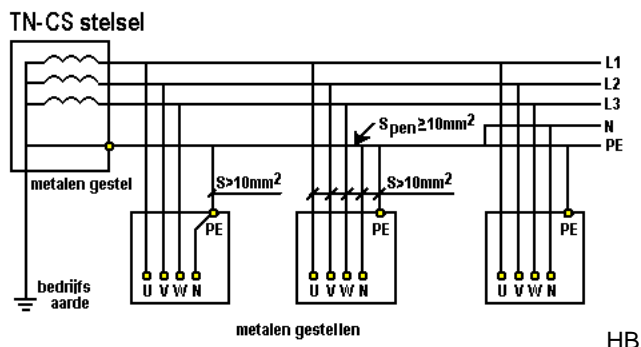 TN-CS stelsel
L1
L2
L3
N
PE
Spen≥10mm²
metalen gestel
S>10mm²
S>10mm²
PE
PE
PE
U V W N
U V W N
U V W N
bedrijfs
aarde
metalen gestellen
HB